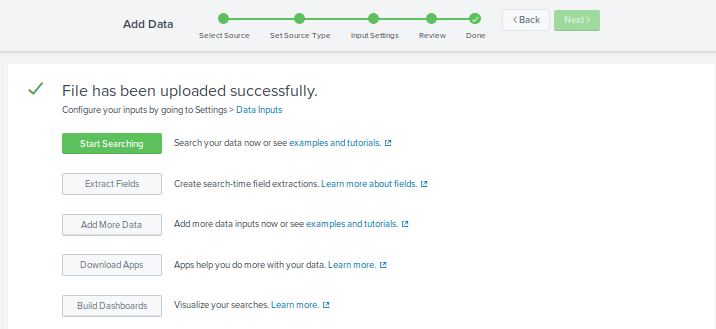 Add Data
Select Source
Set Source Type
Input Settings
Review
Done
< Back
Next >
File has been uploaded successfully.
Configure your inputs by going to Settings > Data Inputs
Start Searching
Search your data now or see examples and tutorials.
Extract Fields
Create search-time field extractions. Learn more about fields.
Add More Data
Add more data inputs now or see examples and tutorials.
Download Apps
Apps help you do more with your data. Learn more.
Build Dashboards
Visualize your searches. Learn more.